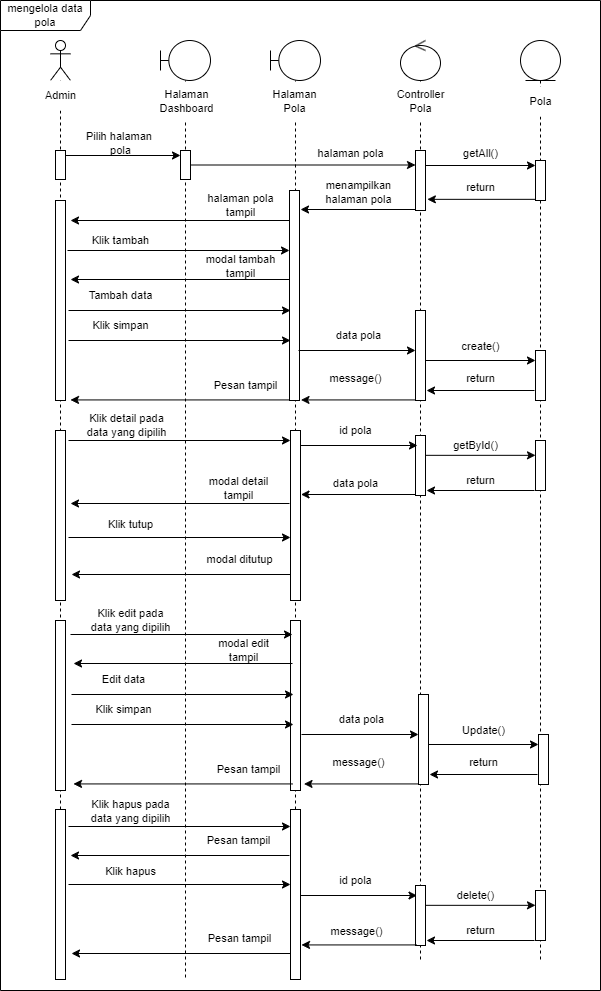 mengelola data
pola
Admin
Halaman
Dashboard
Halaman
Pola
Controller
Pola
Pola
Pilih halaman
pola
halaman pola
getAll()
return
menampilkan
halaman pola
halaman pola
tampil
Klik tambah
modal tambah
tampil
Tambah data
Klik simpan
data pola
create()
return
message()
Pesan tampil
Klik detail pada
data yang dipilih
id pola
getById()
return
data pola
modal detail
tampil
Klik tutup
modal ditutup
Klik edit pada
data yang dipilih
modal edit
tampil
Edit data
Klik simpan
data pola
Update()
return
message()
Pesan tampil
Klik hapus pada
data yang dipilih
Pesan tampil
Klik hapus
id pola
delete()
return
message()
Pesan tampil